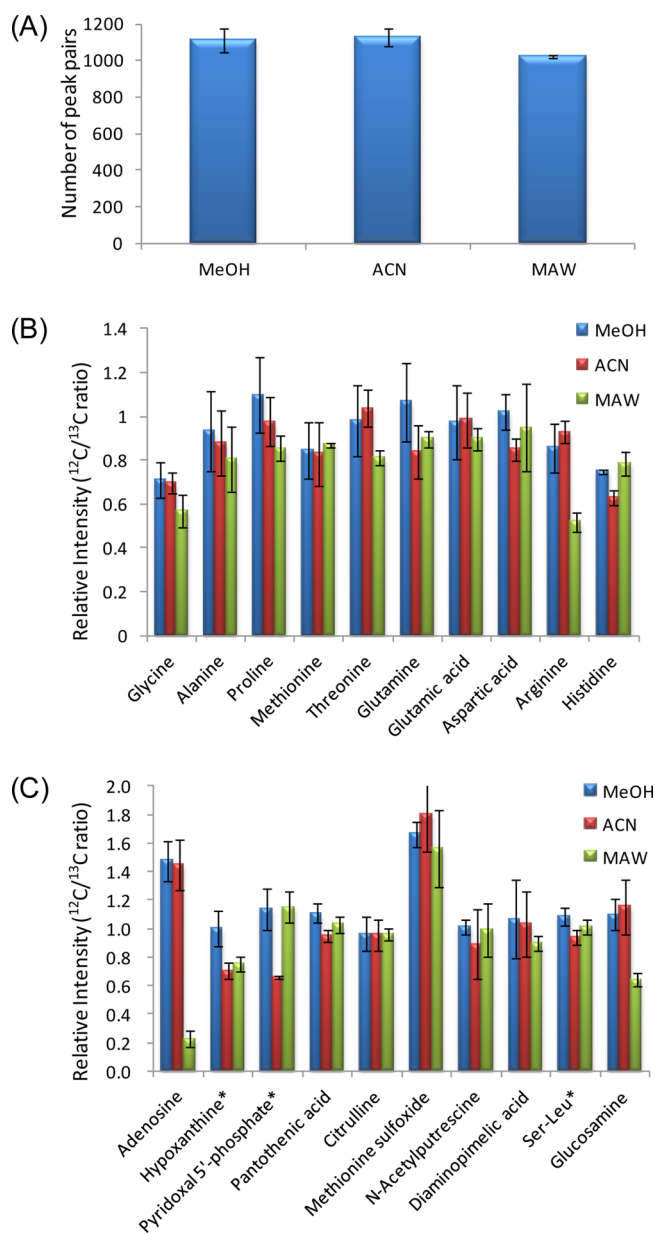 (A)
Number of peak pairs
1200
1000
800
600
400
200
0
MeOH
ACN
MAW
(B)
Relative Intensity (¹²C/¹³C ratio)
1.4
1.2
1
0.8
0.6
0.4
0.2
0
MeOH
ACN
MAW
Glycine
Alanine
Proline
Methionine
Threonine
Glutamine
Glutamic acid
Aspartic acid
Arginine
Histidine
(C)
Relative Intensity (¹²C/¹³C ratio)
2.0
1.8
1.6
1.4
1.2
1.0
0.8
0.6
0.4
0.2
0.0
MeOH
ACN
MAW
Adenosine
Hypoxanthine*
Pyridoxal 5'-phosphate*
Pantothenic acid
Citrulline
Methionine sulfoxide
N-Acetylputrescine
Diaminopimelic acid
Ser-Leu*
Glucosamine